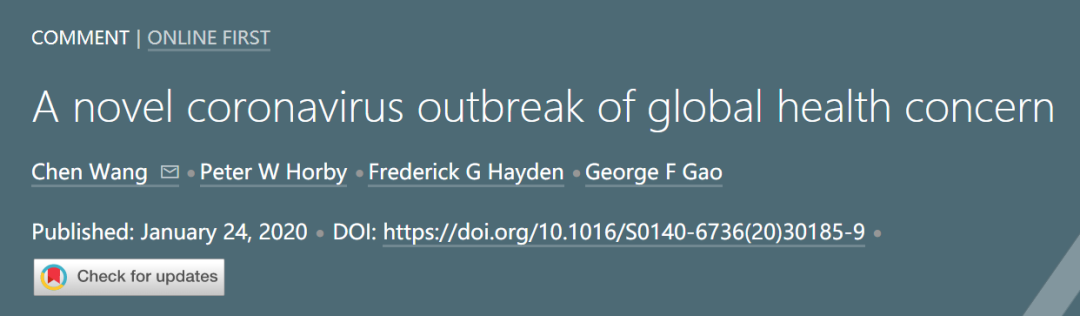 COMMENT | ONLINE FIRST
A novel coronavirus outbreak of global health concern
Chen Wang • Peter W Horby • Frederick G Hayden • George F Gao
Published: January 24, 2020 • DOI: https://doi.org/10.1016/S0140-6736(20)30185-9 •
Check for updates